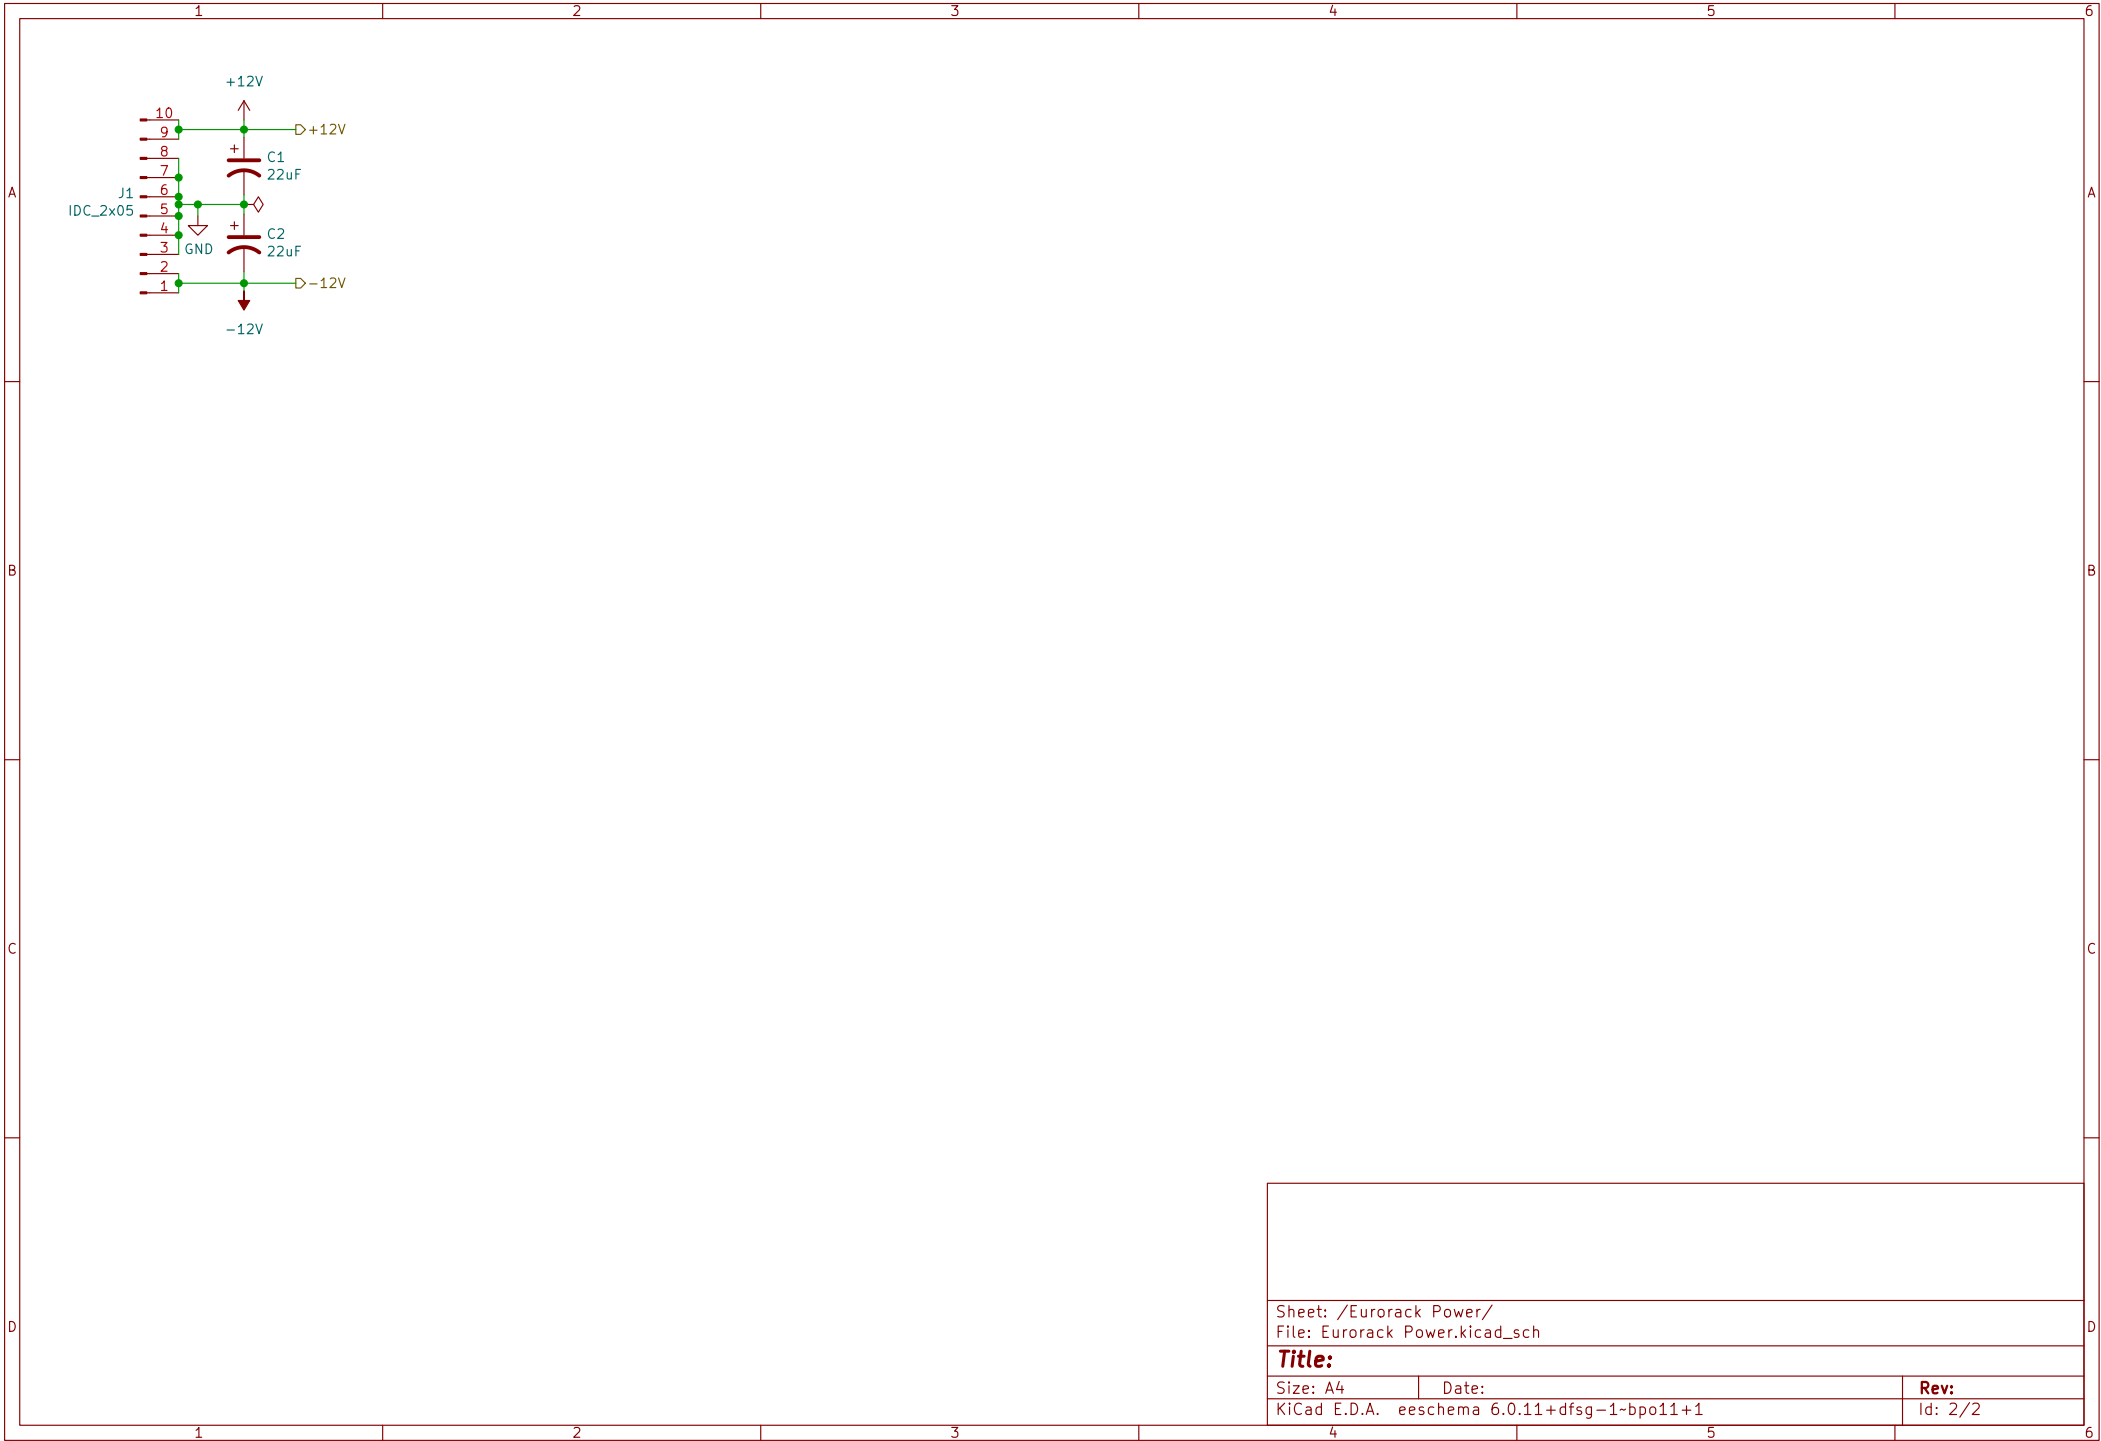 1 2 3 4 5 6
+12V
10
+12V
9
+
8
C1
7
22uF
A
J1
6
A
IDC_2x05
5
+
4
C2
GND
3
22uF
2
-12V
1
-12V
B B
C C
Sheet: /Eurorack Power/
D D
File: Eurorack Power.kicad_sch
Title:
Size: A4 Date: Rev:
KiCad E.D.A. eeschema 6.0.11+dfsg-1~bpo11+1 Id: 2/2
1 2 3 4 5 6